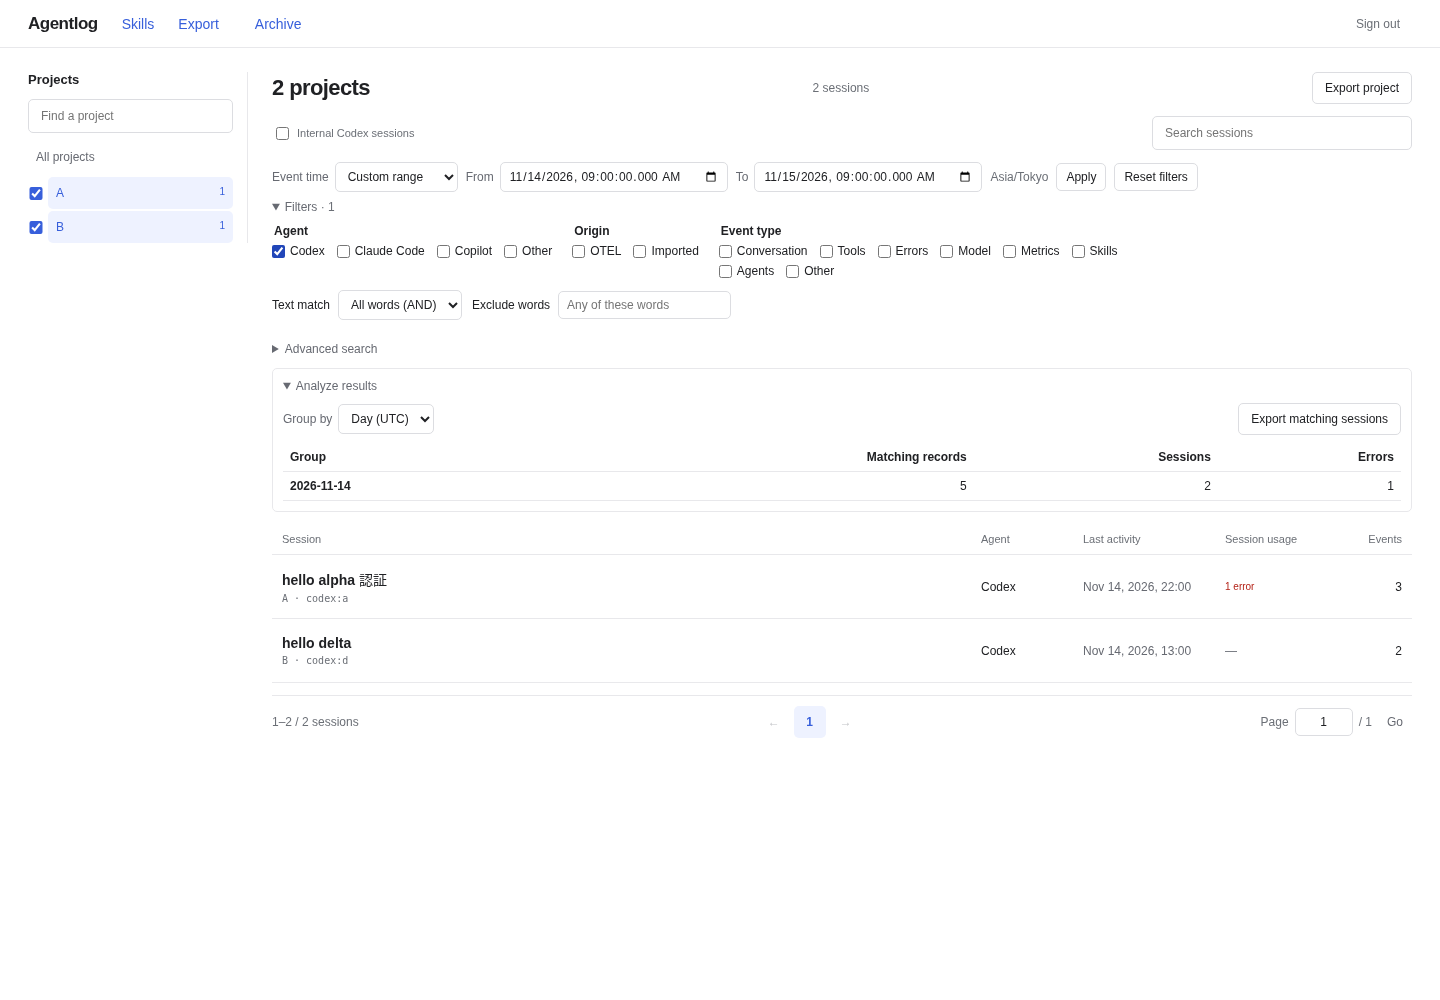 Agentlog Skills Export Archive Sign out
Projects
Find a project
All projects
A 1
B 1
2 projects 2 sessions Export project
Internal Codex sessions Search sessions
Event time Custom range From 11/14/2026, 09:00:00.000 AM To 11/15/2026, 09:00:00.000 AM Asia/Tokyo Apply Reset filters
Filters · 1
Agent Origin Event type
Codex Claude Code Copilot Other OTEL Imported Conversation Tools Errors Model Metrics Skills
Agents Other
Text match All words (AND) Exclude words Any of these words
Advanced search
Analyze results
Group by Day (UTC) Export matching sessions
Group Matching records Sessions Errors
2026-11-14 5 2 1
Session Agent Last activity Session usage Events
hello alpha 認証
A · codex:a
Codex Nov 14, 2026, 22:00 1 error 3
hello delta
B · codex:d
Codex Nov 14, 2026, 13:00 — 2
1–2 / 2 sessions ← 1 → Page 1 / 1 Go